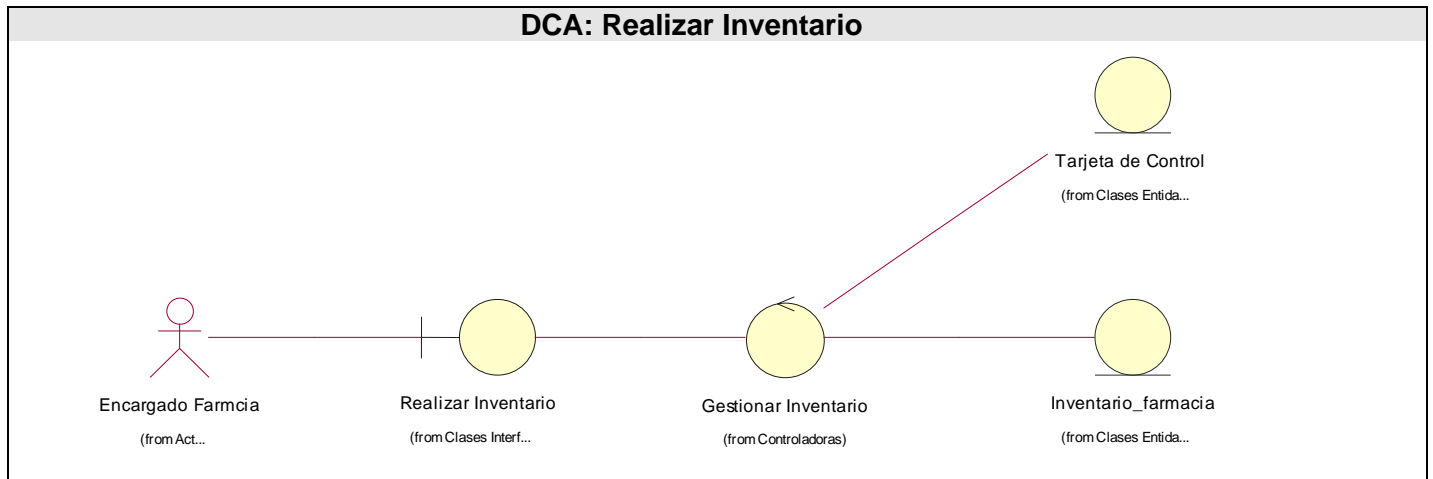 DCA: Realizar Inventario
Tarjeta de Control
(from Clases Entida...
Encargado Farmcia
(from Act...
Realizar Inventario
(from Clases Interf...
Gestionar Inventario
(from Controladoras)
Inventario_farmacia
(from Clases Entida...